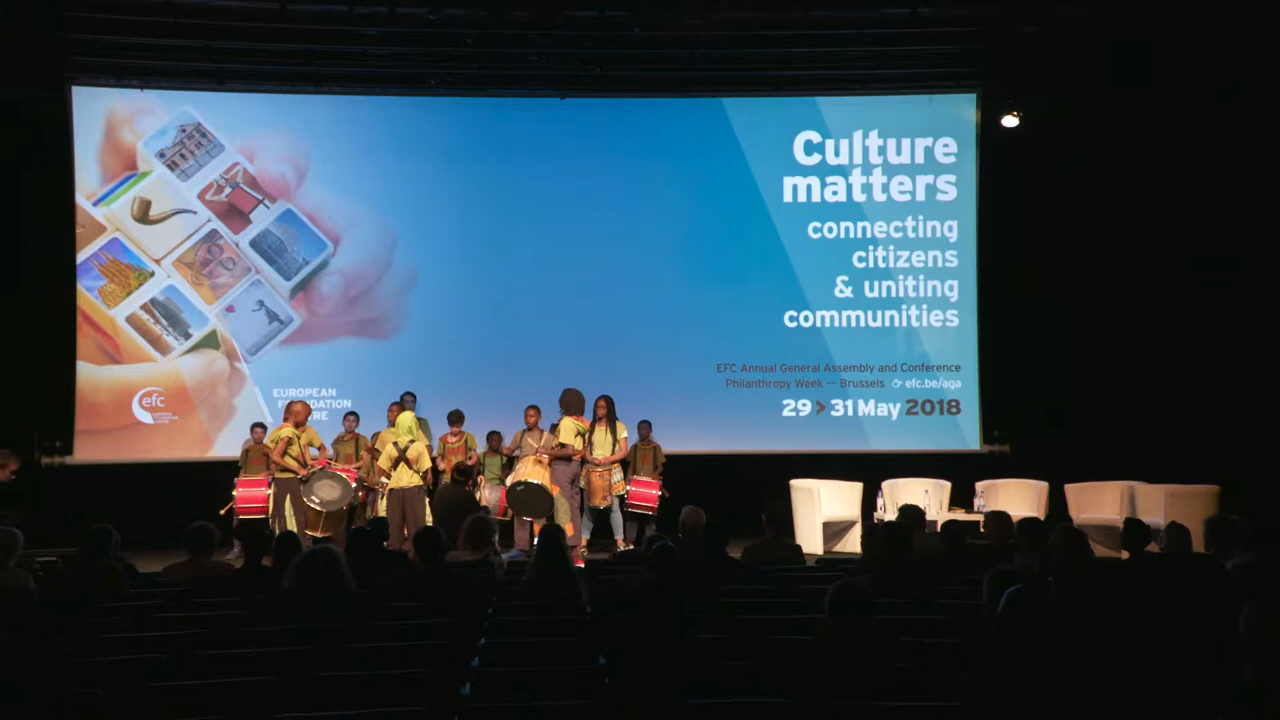 Culture
matters
connecting
citizens
& uniting
communities
EFC Annual General Assembly and Conference
Philanthropy Week — Brussels efc.be/aga
29 > 31 May 2018
efc
EUROPEAN
FOUNDATION